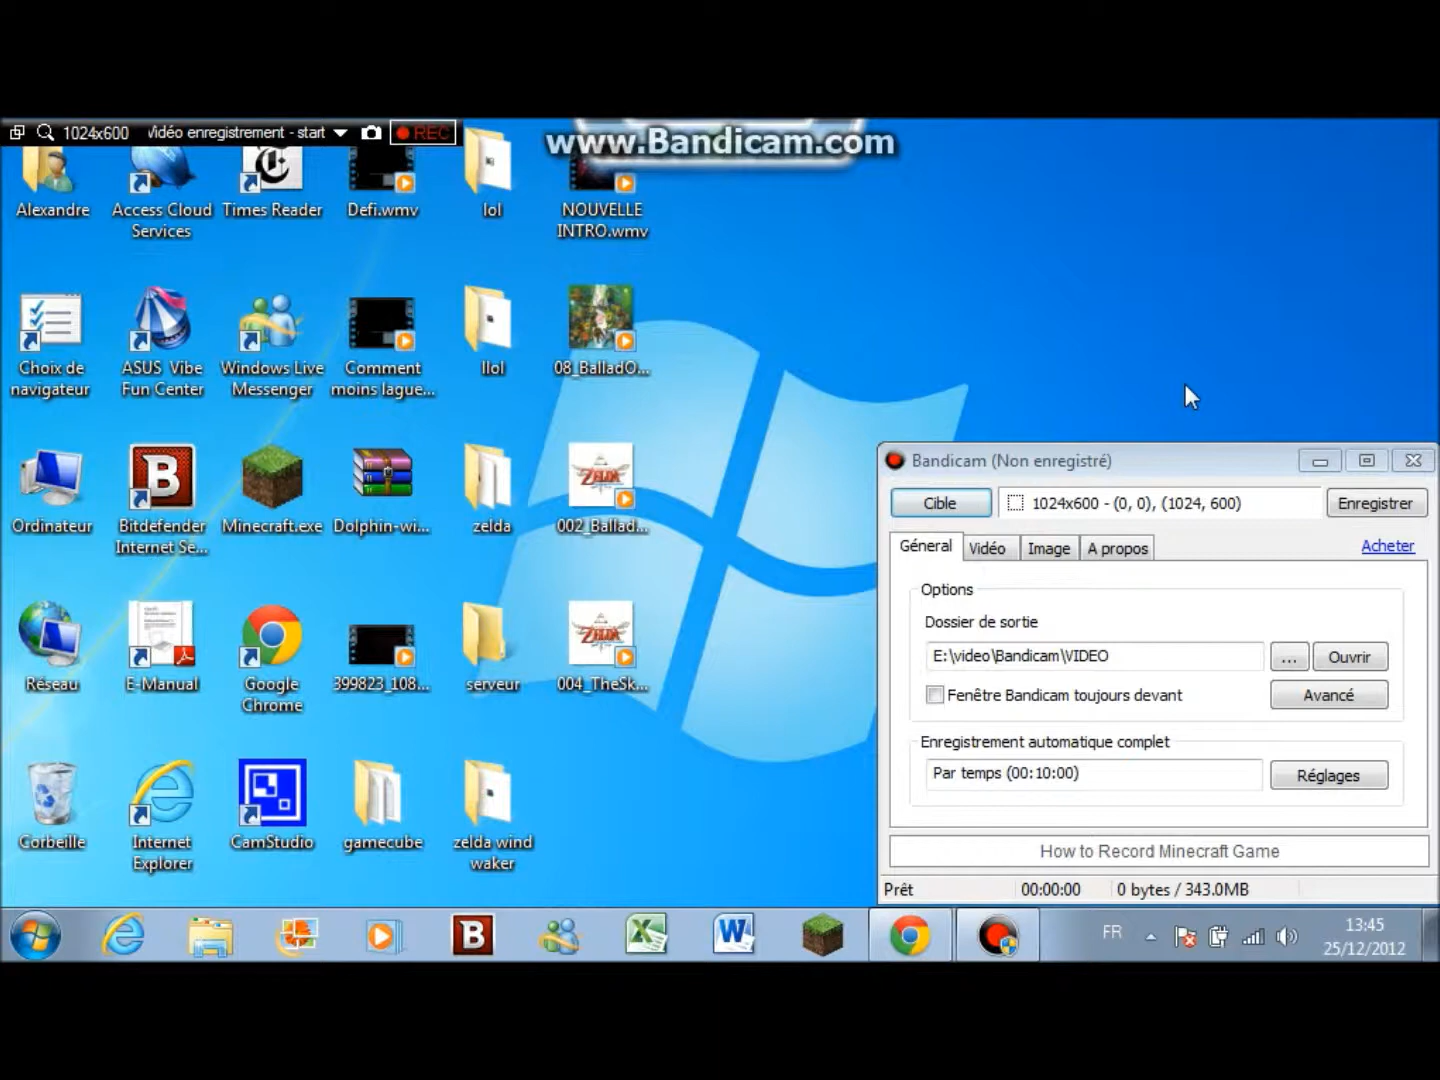 1024x600 Vidéo enregistrement - start REC
www.Bandicam.com
Alexandre
Access Cloud
Services
Times Reader
Defi.wmv
lol
NOUVELLE
INTRO.wmv
Choix de
navigateur
ASUS Vibe
Fun Center
Windows Live
Messenger
Comment
moins lague...
llol
08_BalladO...
Ordinateur
Bitdefender
Internet Se...
Minecraft.exe
Dolphin-wi...
zelda
ZELDA
002_Ballad...
Réseau
E-Manual
Google
Chrome
399823_108...
serveur
ZELDA
004_TheSk...
Corbeille
Internet
Explorer
CamStudio
gamecube
zelda wind
waker
Bandicam (Non enregistré)
Cible
1024x600 - (0, 0), (1024, 600)
Enregistrer
Géneral
Vidéo
Image
A propos
Acheter
Options
Dossier de sortie
E:\video\Bandicam\VIDEO
...
Ouvrir
Fenêtre Bandicam toujours devant
Avancé
Enregistrement automatique complet
Par temps (00:10:00)
Réglages
How to Record Minecraft Game
Prêt
00:00:00
0 bytes / 343.0MB
FR
13:45
25/12/2012